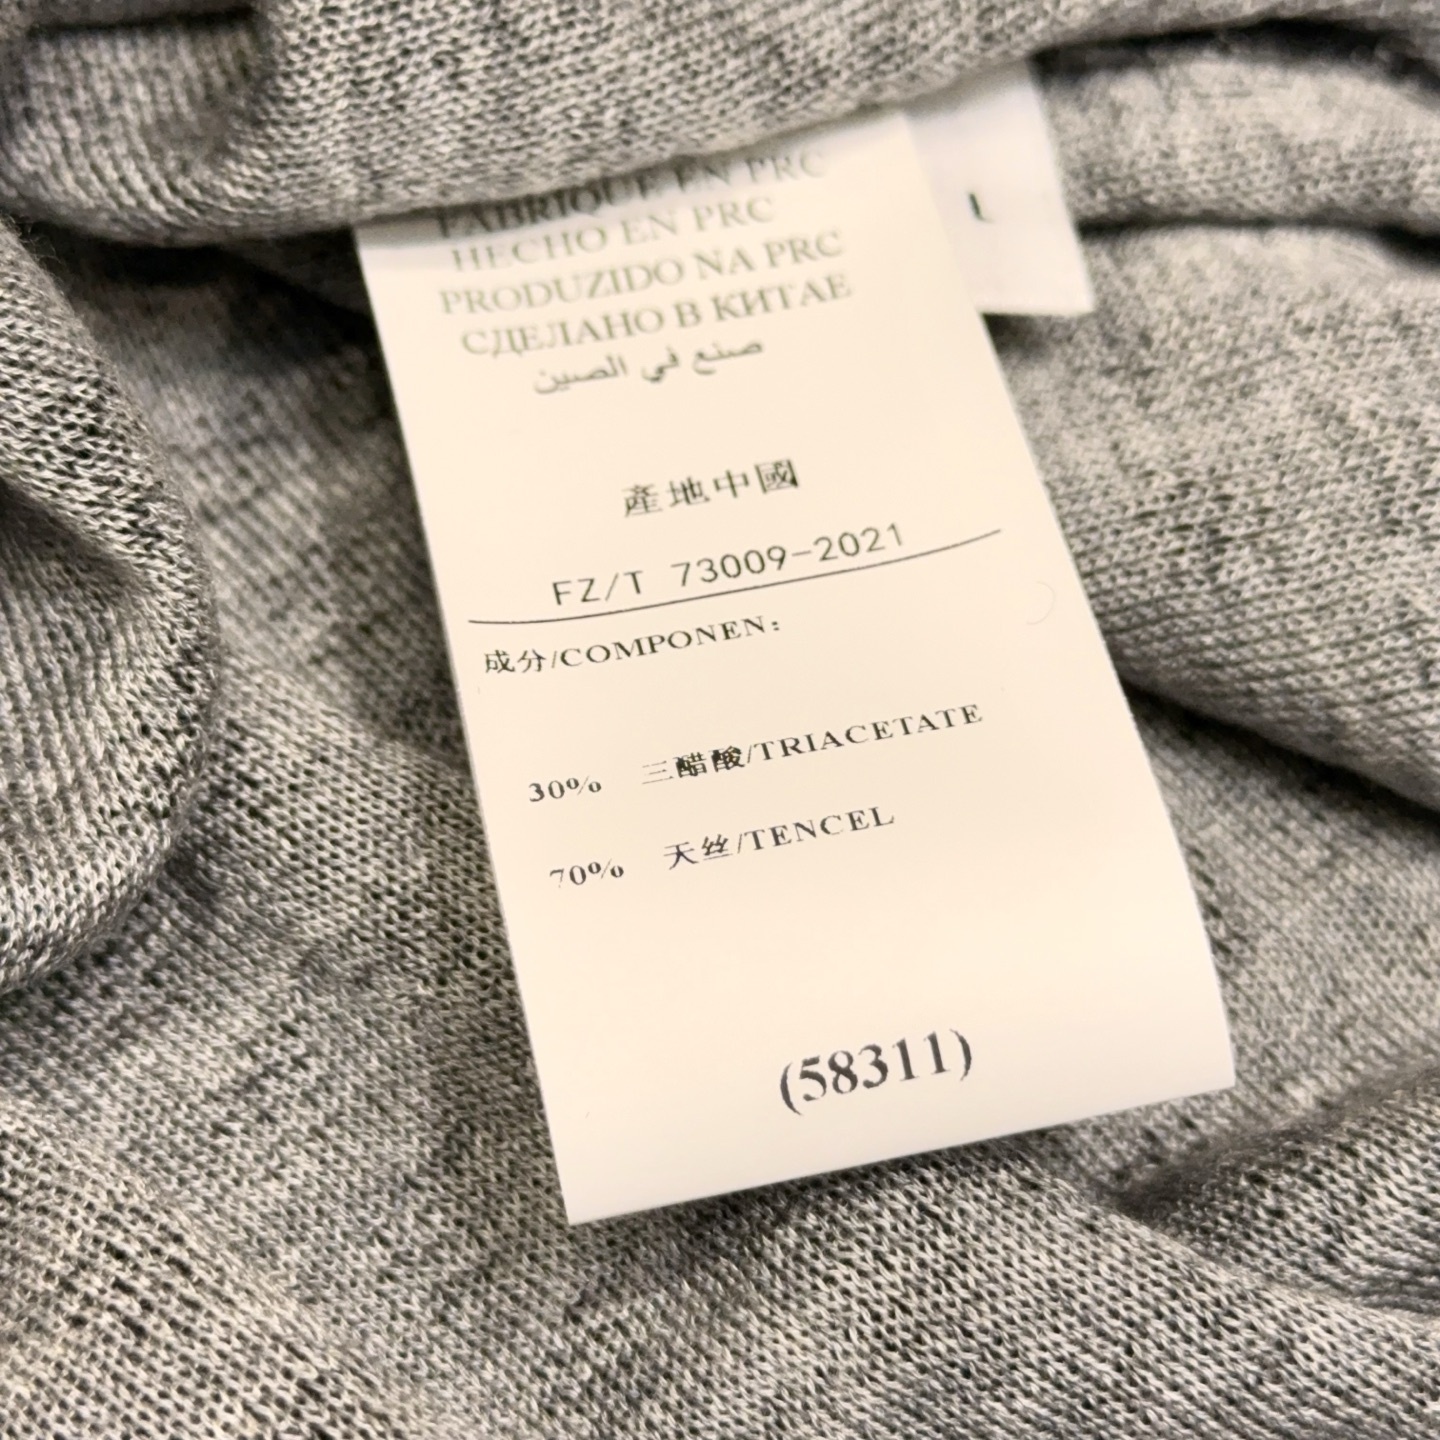 FABRIQUE EN PRC
HECHO EN PRC
PRODUZIDO NA PRC
СДЕЛАНО В КИТАЕ
صنع في الصين
產地中國
FZ/T 73009-2021
成分/COMPONEN:
30% 三醋酸/TRIACETATE
70% 天丝/TENCEL
(58311)